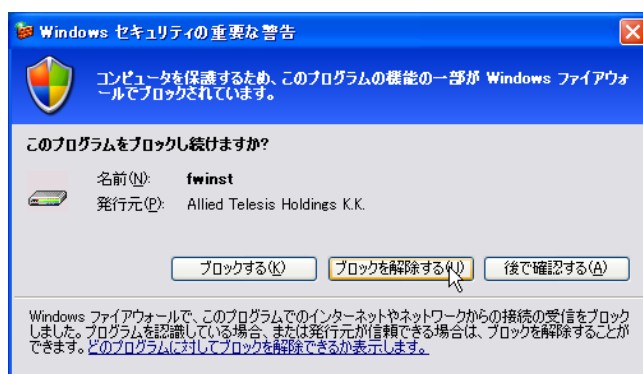 Windows セキュリティの重要な警告
コンピュータを保護するため、このプログラムの機能の一部が Windows ファイアウォ
ールでブロックされています。
このプログラムをブロックし続けますか?
名前(N): fwinst
発行元(P): Allied Telesis Holdings K.K.
ブロックする(K) ブロックを解除する(U) 後で確認する(A)
Windows ファイアウォールで、このプログラムでのインターネットやネットワークからの接続の受信をブロック
しました。プログラムを認識している場合、または発行元が信頼できる場合は、ブロックを解除することが
できます。どのプログラムに対してブロックを解除できるか表示します。